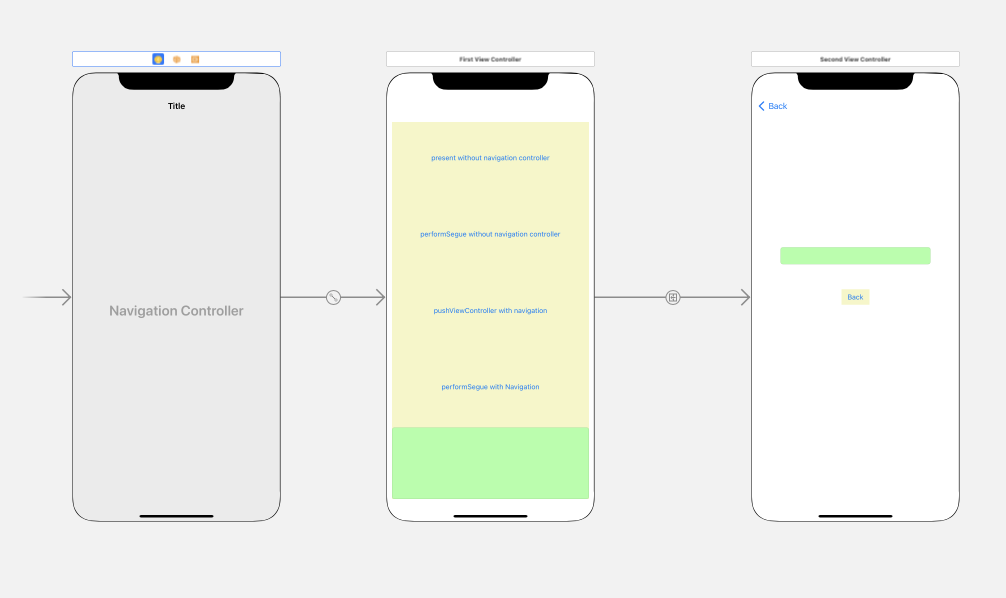 First View Controller
Second View Controller
Title
Back
present without navigation controller
performSegue without navigation controller
Navigation Controller
pushViewController with navigation
Back
performSegue with Navigation